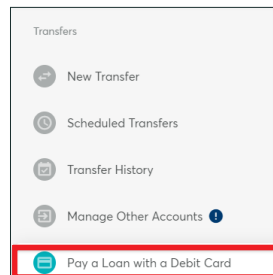 Transfers
New Transfer
Scheduled Transfers
Transfer History
Manage Other Accounts !
Pay a Loan with a Debit Card